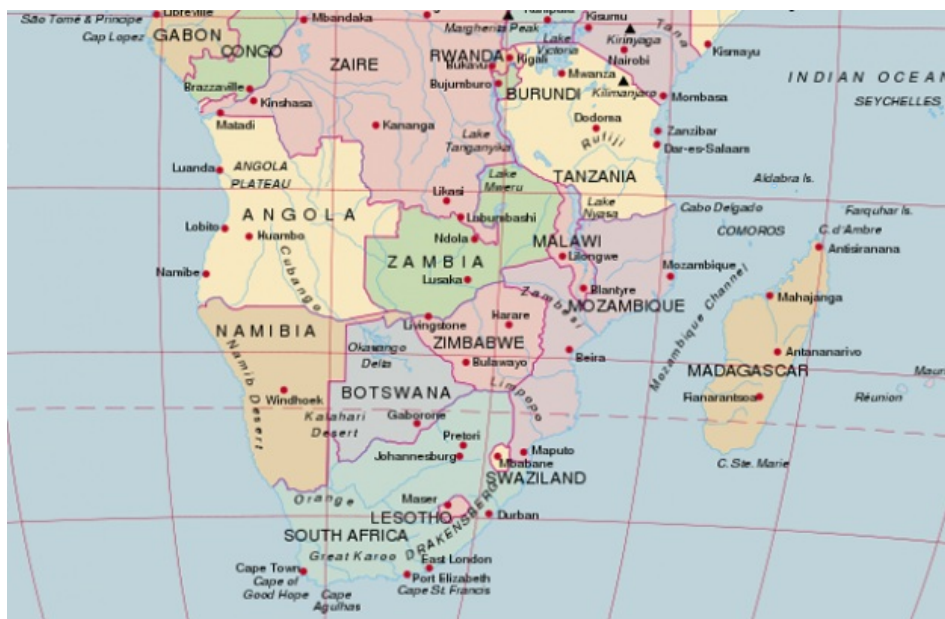 Libreville
São Tomé & Principe
Cap Lopez
GABON
CONGO
Mbandaka
Margherita Peak
Kampala
Kisumu
Lake
Victoria
Kirinyaga
Nairobi
Tana
Kismayu
ZAIRE
RWANDA
Kigali
Bukavu
Bujumburo
BURUNDI
Mwanza
Kilimanyaro
Mombasa
INDIAN OCEAN
SEYCHELLES
Brazzaville
Kinshasa
Matadi
Kananga
Lake
Tanganyika
Dodoma
Rufiji
Zanzibar
Dar-es-Salaam
Luanda
ANGOLA
PLATEAU
Likasi
Lake
Mweru
TANZANIA
Aldabra Is.
ANGOLA
Lubumbashi
Lake
Nyasa
Cabo Delgado
COMOROS
Farquhar Is.
C. d'Ambre
Antisiranana
Lobito
Huambo
Ndola
MALAWI
Lilongwe
Namibe
Cubango
ZAMBIA
Lusaka
Blantyre
Mozambique
Mozambique Channel
Mahajanga
Zambesi
MOZAMBIQUE
NAMIBIA
Livingstone
Harare
ZIMBABWE
Okavango
Delta
Bulawayo
Beira
Antananarivo
MADAGASCAR
Fianarantsoa
Réunion
Namib Desert
Windhoek
BOTSWANA
Limpopo
Kalahari
Desert
Gaborone
Pretori
Johannesburg
Maputo
Mbabane
SWAZILAND
C. Ste. Marie
Orange
Maser
LESOTHO
DRAKENSBERG
Durban
SOUTH AFRICA
Great Karoo
East London
Cape Town
Port Elizabeth
Cape of
Good Hope
Cape
Agulhas
Cape St. Francis